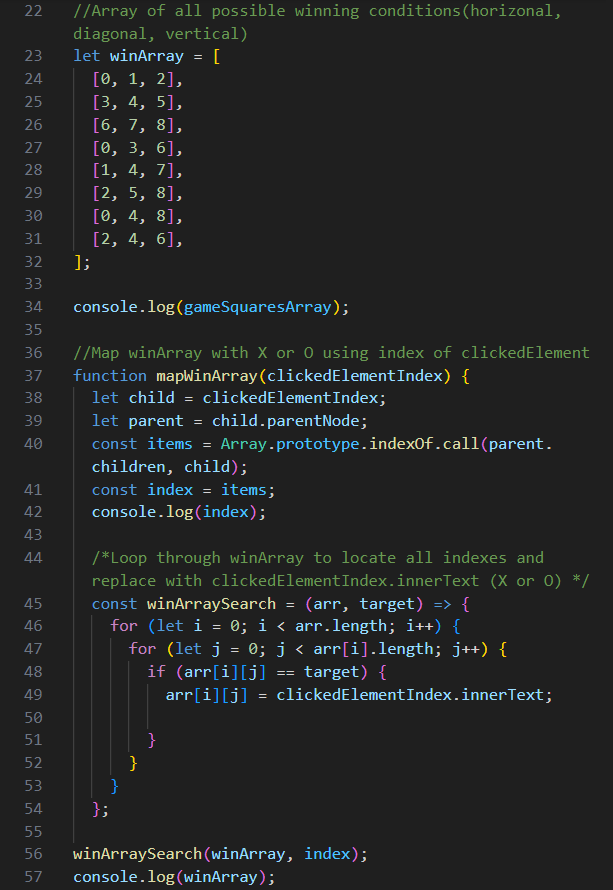 22 //Array of all possible winning conditions(horizonal,
diagonal, vertical)
23 let winArray = [
24 [0, 1, 2],
25 [3, 4, 5],
26 [6, 7, 8],
27 [0, 3, 6],
28 [1, 4, 7],
29 [2, 5, 8],
30 [0, 4, 8],
31 [2, 4, 6],
32 ];
33
34 console.log(gameSquaresArray);
35
36 //Map winArray with X or O using index of clickedElement
37 function mapWinArray(clickedElementIndex) {
38 let child = clickedElementIndex;
39 let parent = child.parentNode;
40 const items = Array.prototype.indexOf.call(parent.
children, child);
41 const index = items;
42 console.log(index);
43
44 /*Loop through winArray to locate all indexes and
replace with clickedElementIndex.innerText (X or O) */
45 const winArraySearch = (arr, target) => {
46 for (let i = 0; i < arr.length; i++) {
47 for (let j = 0; j < arr[i].length; j++) {
48 if (arr[i][j] == target) {
49 arr[i][j] = clickedElementIndex.innerText;
50
51 }
52 }
53 }
54 };
55
56 winArraySearch(winArray, index);
57 console.log(winArray);